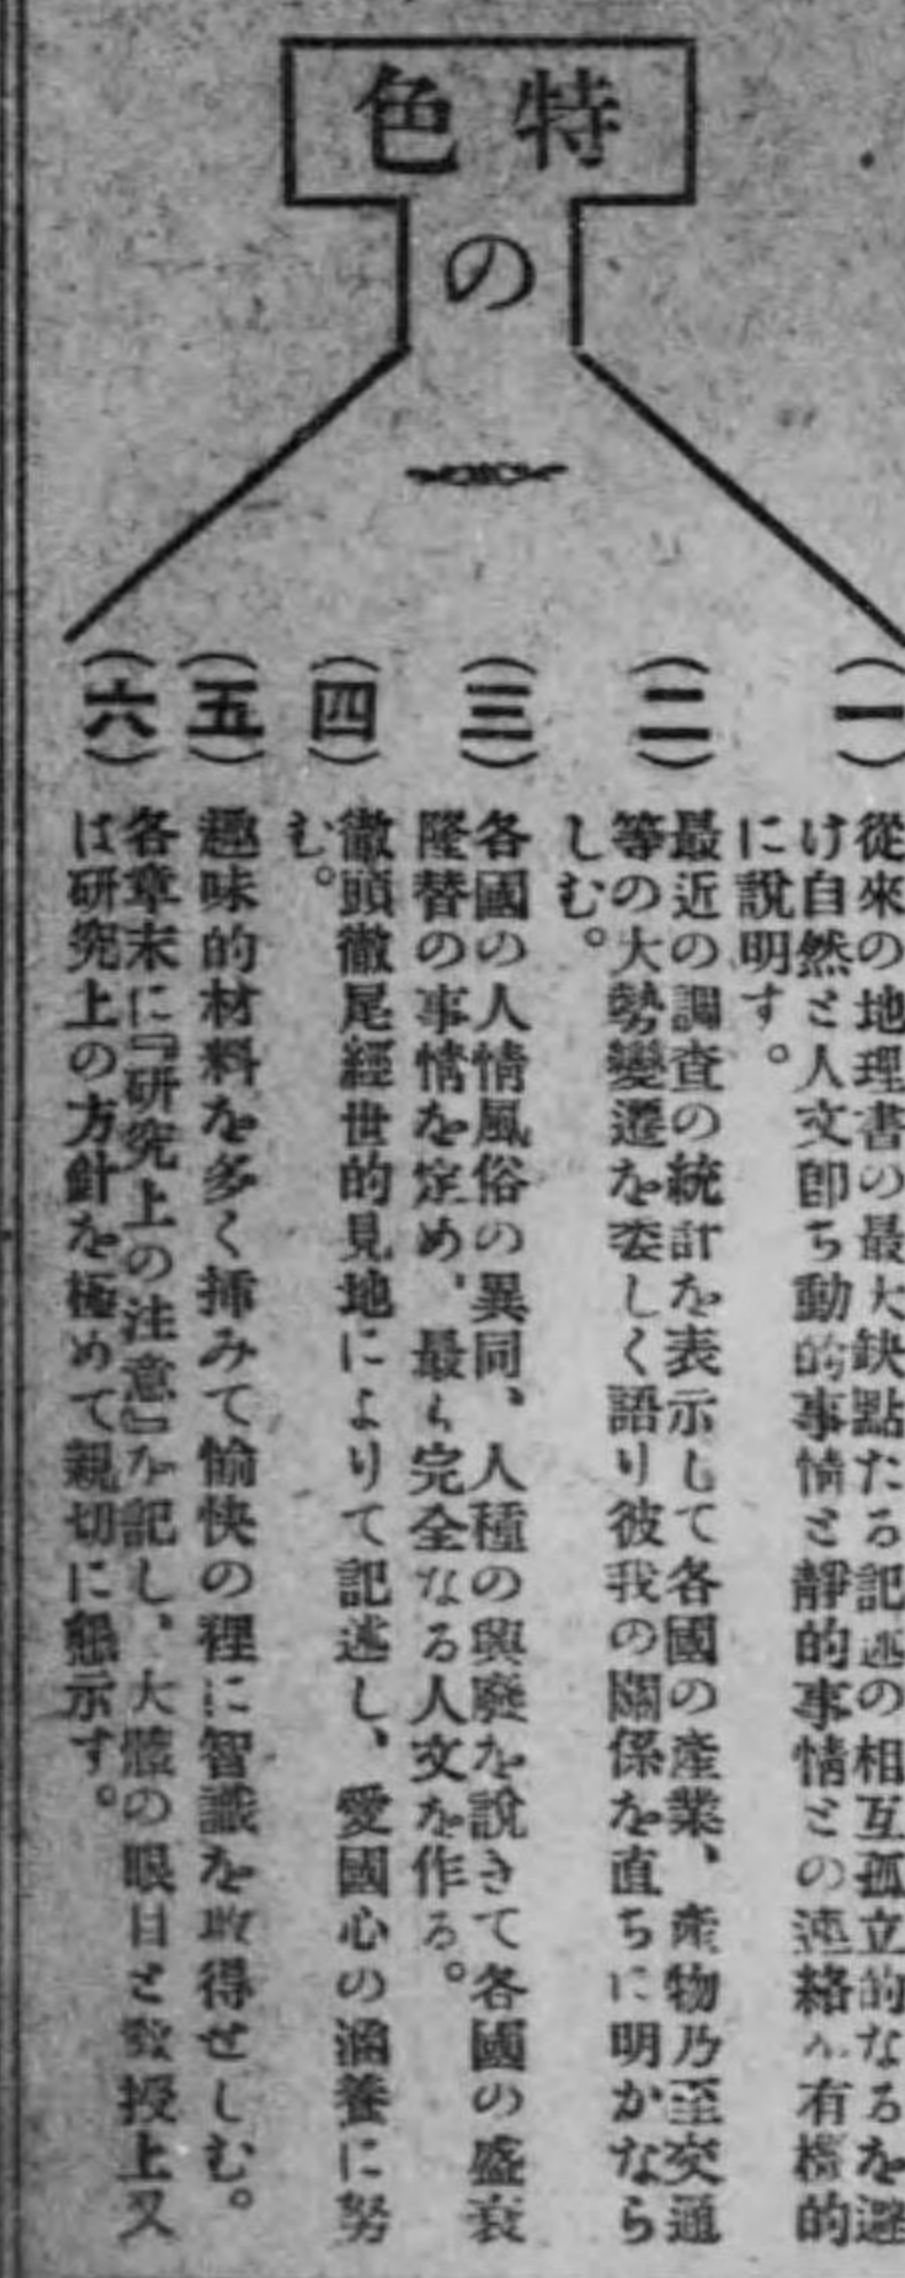 特色
の
一
(一)
從來の地理書の最大缺點たる記述の相互孤立的なるを避
け自然と人文卽ち動的事情と靜的事情との連絡を有機的
に說明す。
(二)
最近の調査の統計を表示して各國の產業、產物乃至交通
等の大勢變遷を委しく語り彼我の關係を直ちに明かなら
しむ。
(三)
各國の人情風俗の異同、人種の興廢を說きて各國の盛衰
隆替の事情を定め、最も完全なる人文を作る。
(四)
徹頭徹尾經世的見地によりて記述し、愛國心の涵養に努
む。
(五)
趣味的材料を多く揷みて愉快の裡に智識を取得せしむ。
(六)
各章末に『硏究上の注意』を記し、大體の眼目と敎授上又
は硏究上の方針を極めて親切に懇示す。